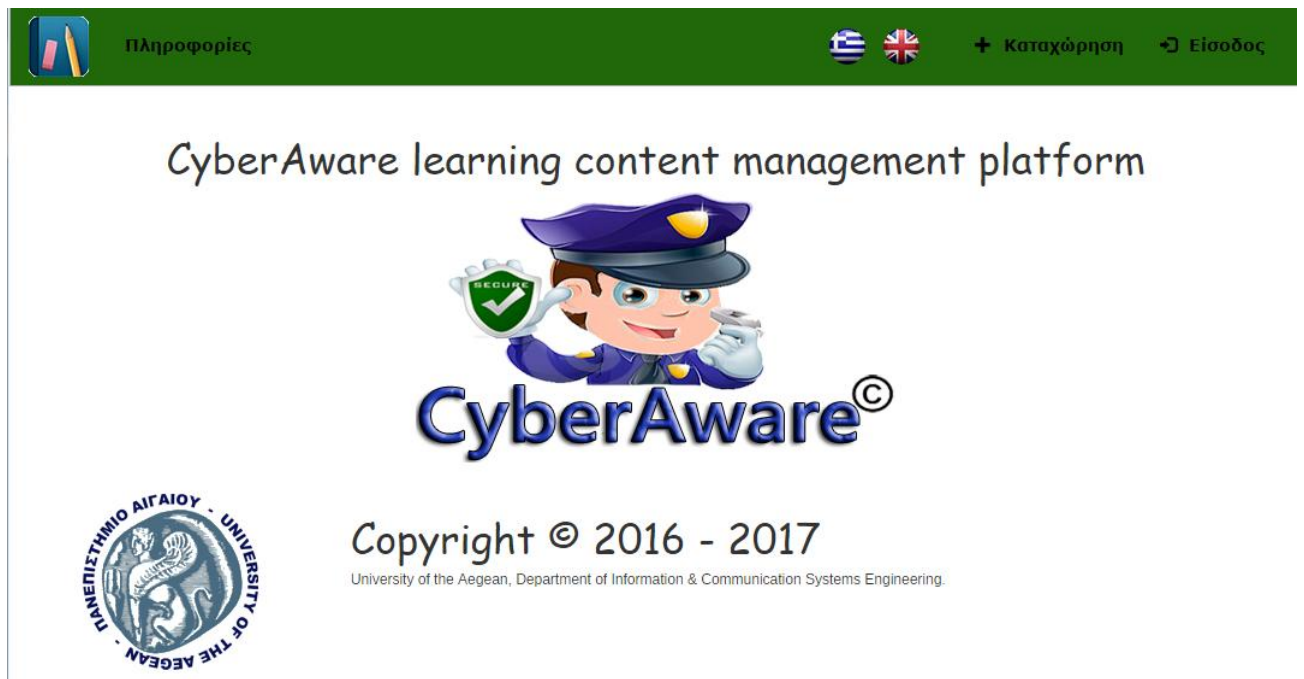 Πληροφορίες
Καταχώρηση
Είσοδος
CyberAware learning content management platform
SECURE
CyberAware©
ΠΑΝΕΠΙΣΤΗΜΙΟ ΑΙΓΑΙΟΥ - UNIVERSITY OF THE AEGEAN -
Copyright © 2016 - 2017
University of the Aegean, Department of Information & Communication Systems Engineering.